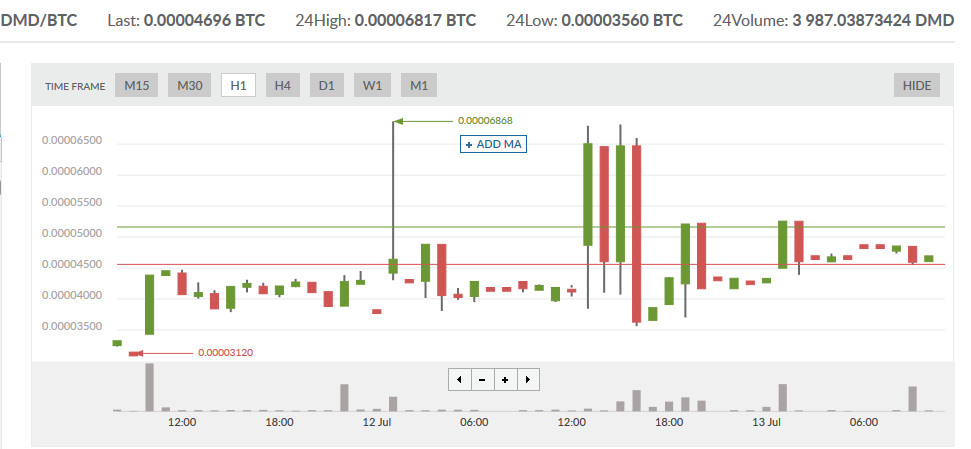 DMD/BTC Last: 0.00004696 BTC 24High: 0.00006817 BTC 24Low: 0.00003560 BTC 24Volume: 3 987.03873424 DMD
TIME FRAME M15 M30 H1 H4 D1 W1 M1 HIDE
0.00006868
+ ADD MA
0.00006500
0.00006000
0.00005500
0.00005000
0.00004500
0.00004000
0.00003500
0.00003120
12:00 18:00 12 Jul 06:00 12:00 18:00 13 Jul 06:00